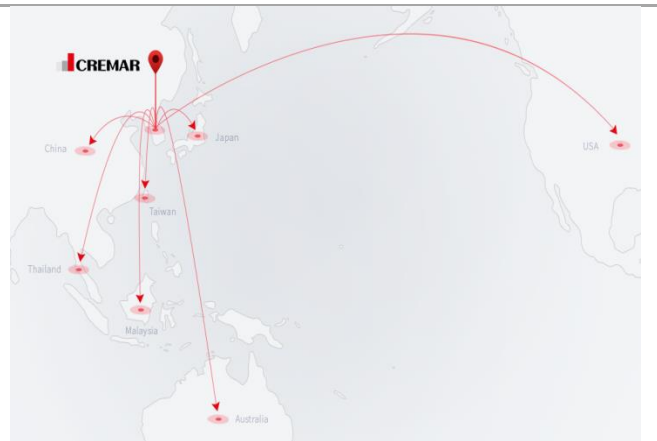 CREMAR
China
Japan
USA
Taiwan
Thailand
Malaysia
Australia